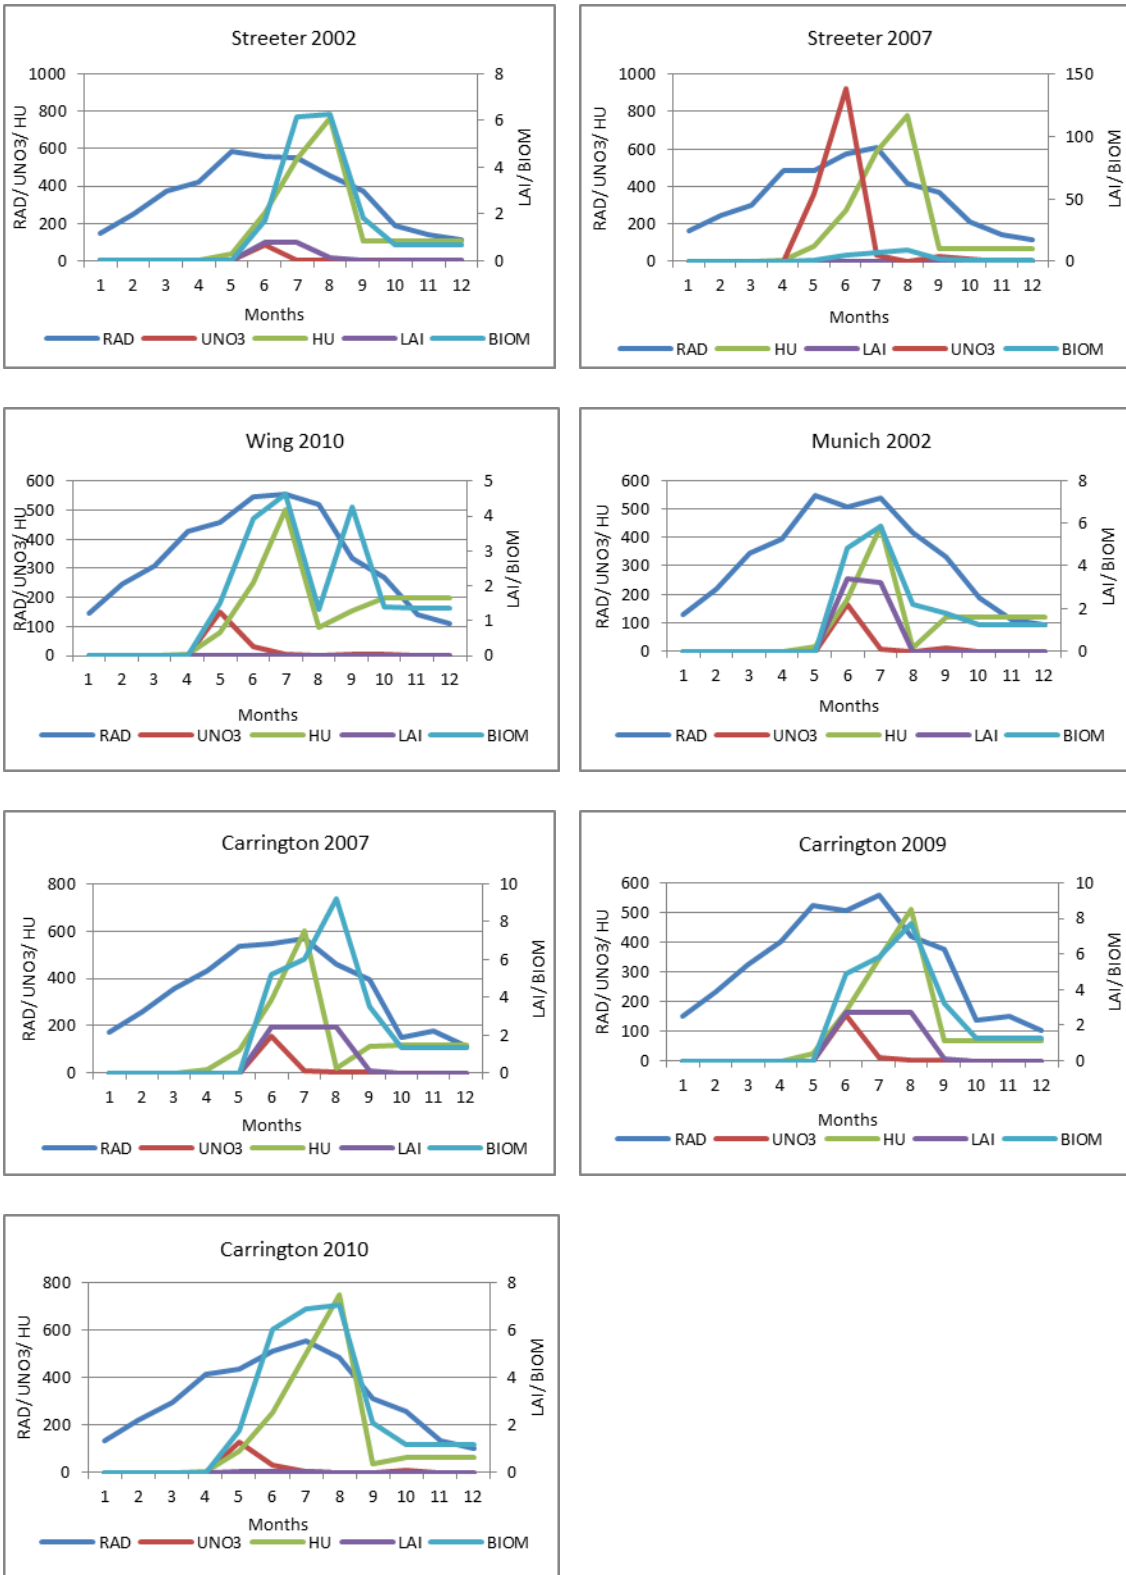 Streeter 2002
1000 800 600 400 200 0
RAD/ UNO3/ HU
8 6 4 2 0
LAI/ BIOM
1 2 3 4 5 6 7 8 9 10 11 12
Months
RAD UNO3 HU LAI BIOM
Streeter 2007
1000 800 600 400 200 0
RAD/ UNO3/ HU
150 100 50 0
LAI/ BIOM
1 2 3 4 5 6 7 8 9 10 11 12
Months
RAD HU LAI UNO3 BIOM
Wing 2010
600 500 400 300 200 100 0
RAD/ UNO3/ HU
5 4 3 2 1 0
LAI/ BIOM
1 2 3 4 5 6 7 8 9 10 11 12
Months
RAD UNO3 HU LAI BIOM
Munich 2002
600 500 400 300 200 100 0
RAD/ UNO3/ HU
8 6 4 2 0
LAI/ BIOM
1 2 3 4 5 6 7 8 9 10 11 12
Months
RAD UNO3 HU LAI BIOM
Carrington 2007
800 600 400 200 0
RAD/ UNO3/ HU
10 8 6 4 2 0
LAI/ BIOM
1 2 3 4 5 6 7 8 9 10 11 12
Months
RAD UNO3 HU LAI BIOM
Carrington 2009
600 500 400 300 200 100 0
RAD/ UNO3/ HU
10 8 6 4 2 0
LAI/ BIOM
1 2 3 4 5 6 7 8 9 10 11 12
Months
RAD UNO3 HU LAI BIOM
Carrington 2010
800 600 400 200 0
RAD/ UNO3/ HU
8 6 4 2 0
LAI/ BIOM
1 2 3 4 5 6 7 8 9 10 11 12
Months
RAD UNO3 HU LAI BIOM